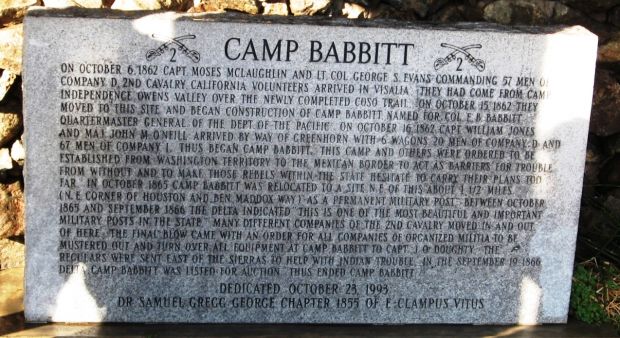 CAMP BABBITT
2 2
ON OCTOBER 6, 1862 CAPT. MOSES MCLAUGHLIN AND LT. COL. GEORGE S. EVANS COMMANDING 57 MEN OF
COMPANY D, 2ND CAVALRY, CALIFORNIA VOLUNTEERS ARRIVED IN VISALIA. THEY HAD COME FROM CAMP
INDEPENDENCE, OWENS VALLEY OVER THE NEWLY COMPLETED COSO TRAIL. ON OCTOBER 15, 1862 THEY
MOVED TO THIS SITE AND BEGAN CONSTRUCTION OF CAMP BABBITT, NAMED FOR COL. E. B. BABBITT,
QUARTERMASTER GENERAL OF THE DEPT. OF THE PACIFIC. ON OCTOBER 16, 1862 CAPT. WILLIAM JONES
AND MAJ. JOHN M. O'NEILL ARRIVED BY WAY OF GREENHORN WITH 6 WAGONS, 20 MEN OF COMPANY D AND
67 MEN OF COMPANY I. THUS BEGAN CAMP BABBITT. THIS CAMP AND OTHERS WERE ORDERED TO BE
ESTABLISHED FROM WASHINGTON TERRITORY TO THE MEXICAN BORDER TO ACT AS BARRIERS "FOR TROUBLE
FROM WITHOUT AND TO MAKE THOSE REBELS WITHIN THE STATE HESITATE TO CARRY THEIR PLANS TOO
FAR." IN OCTOBER 1865 CAMP BABBITT WAS RELOCATED TO A SITE N.E. OF THIS ABOUT 1 1/2 MILES
(N.E. CORNER OF HOUSTON AND BEN MADDOX WAY) AS A PERMANENT MILITARY POST. BETWEEN OCTOBER
1865 AND SEPTEMBER 1866 THE DELTA INDICATED "THIS IS ONE OF THE MOST BEAUTIFUL AND IMPORTANT
MILITARY POSTS IN THE STATE." MANY DIFFERENT COMPANIES OF THE 2ND CAVALRY MOVED IN AND OUT
OF HERE. THE FINAL BLOW CAME WITH AN ORDER FOR ALL COMPANIES OF ORGANIZED MILITIA TO BE
MUSTERED OUT AND TURN OVER ALL EQUIPMENT AT CAMP BABBITT TO CAPT. J. O. DOUGHTY. THE
REGULARS WERE SENT EAST OF THE SIERRAS TO HELP WITH INDIAN TROUBLE. IN THE SEPTEMBER 19, 1866
DELTA, CAMP BABBITT WAS LISTED FOR AUCTION. THUS ENDED CAMP BABBITT.
DEDICATED OCTOBER 23, 1993
DR. SAMUEL GREGG GEORGE CHAPTER 1855 OF E CLAMPUS VITUS